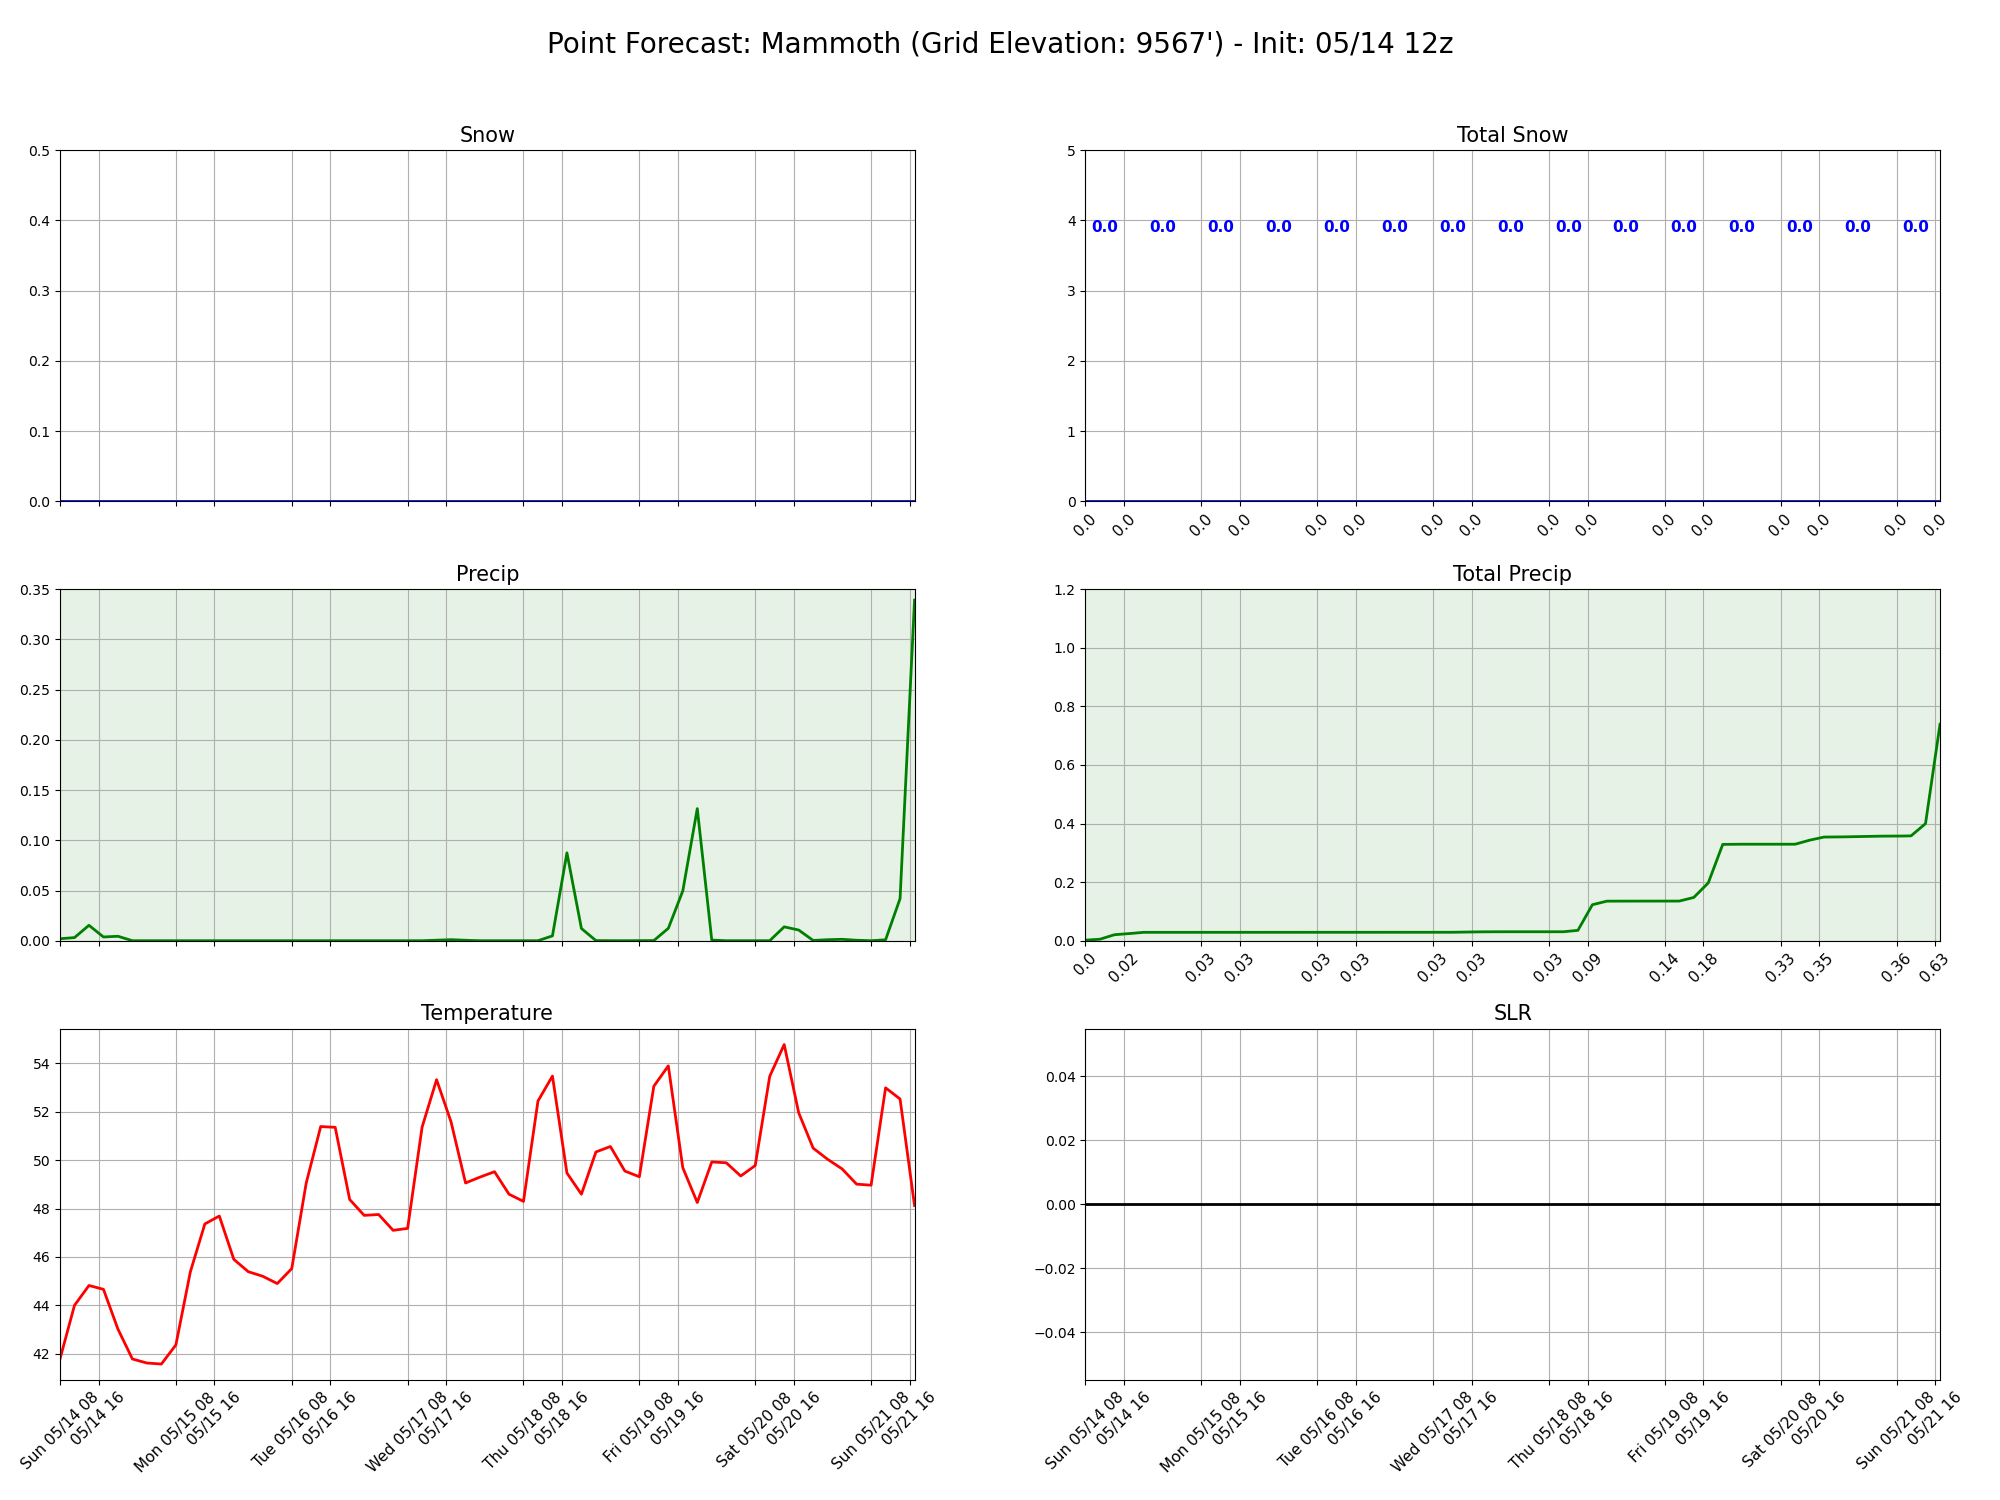 Point Forecast: Mammoth (Grid Elevation: 9567') - Init: 05/14 12z
Snow
0.5
0.4
0.3
0.2
0.1
0.0
Total Snow
5
4
3
2
1
0
0.0 0.0 0.0 0.0 0.0 0.0 0.0 0.0 0.0 0.0 0.0 0.0 0.0 0.0 0.0
0.0 0.0 0.0 0.0 0.0 0.0 0.0 0.0 0.0 0.0 0.0 0.0 0.0 0.0 0.0 0.0
Precip
0.35
0.30
0.25
0.20
0.15
0.10
0.05
0.00
Total Precip
1.2
1.0
0.8
0.6
0.4
0.2
0.0
0.0 0.02 0.03 0.03 0.03 0.03 0.03 0.03 0.03 0.09 0.14 0.18 0.33 0.35 0.36 0.63
Temperature
54
52
50
48
46
44
42
Sun 05/14 08
05/14 16
Mon 05/15 08
05/15 16
Tue 05/16 08
05/16 16
Wed 05/17 08
05/17 16
Thu 05/18 08
05/18 16
Fri 05/19 08
05/19 16
Sat 05/20 08
05/20 16
Sun 05/21 08
05/21 16
SLR
0.04
0.02
0.00
−0.02
−0.04
Sun 05/14 08
05/14 16
Mon 05/15 08
05/15 16
Tue 05/16 08
05/16 16
Wed 05/17 08
05/17 16
Thu 05/18 08
05/18 16
Fri 05/19 08
05/19 16
Sat 05/20 08
05/20 16
Sun 05/21 08
05/21 16